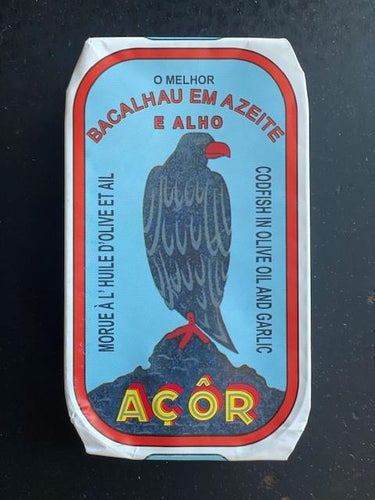 O MELHOR
BACALHAU EM AZEITE
E ALHO
MORUE À L'HUILE D'OLIVE ET AIL
CODFISH IN OLIVE OIL AND GARLIC
AÇÔR